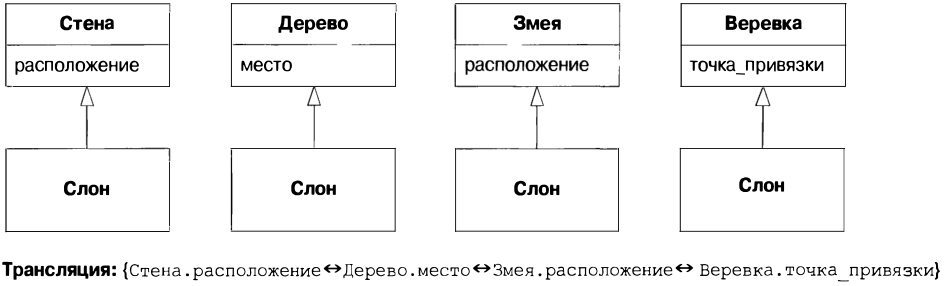 Стена Дерево Змея Веревка
расположение место расположение точка_привязки
Слон Слон Слон Слон
Трансляция: {Стена.расположение↔Дерево.место↔Змея.расположение↔ Веревка.точка_привязки}